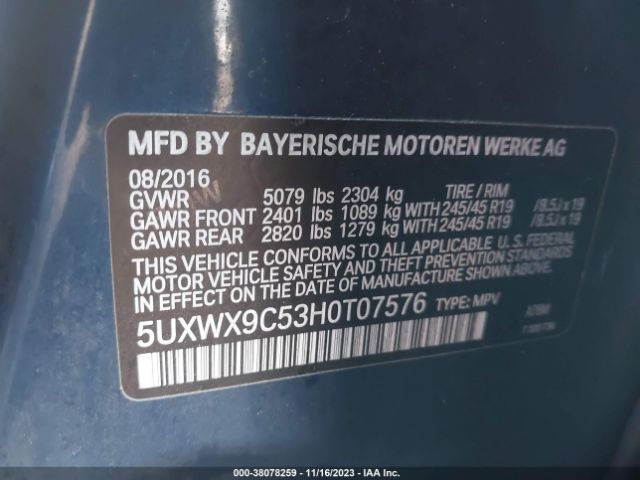 MFD BY BAYERISCHE MOTOREN WERKE AG
08/2016
GVWR 5079 lbs 2304 kg TIRE / RIM
GAWR FRONT 2401 lbs 1089 kg WITH 245/45 R19 /8.5J x 19
GAWR REAR 2820 lbs 1279 kg WITH 245/45 R19 /8.5J x 19
THIS VEHICLE CONFORMS TO ALL APPLICABLE U. S. FEDERAL
MOTOR VEHICLE SAFETY AND THEFT PREVENTION STANDARDS
IN EFFECT ON THE DATE OF MANUFACTURE SHOWN ABOVE.
5UXWX9C53H0T07576 TYPE: MPV
000-38078259 - 11/16/2023 - IAA Inc.